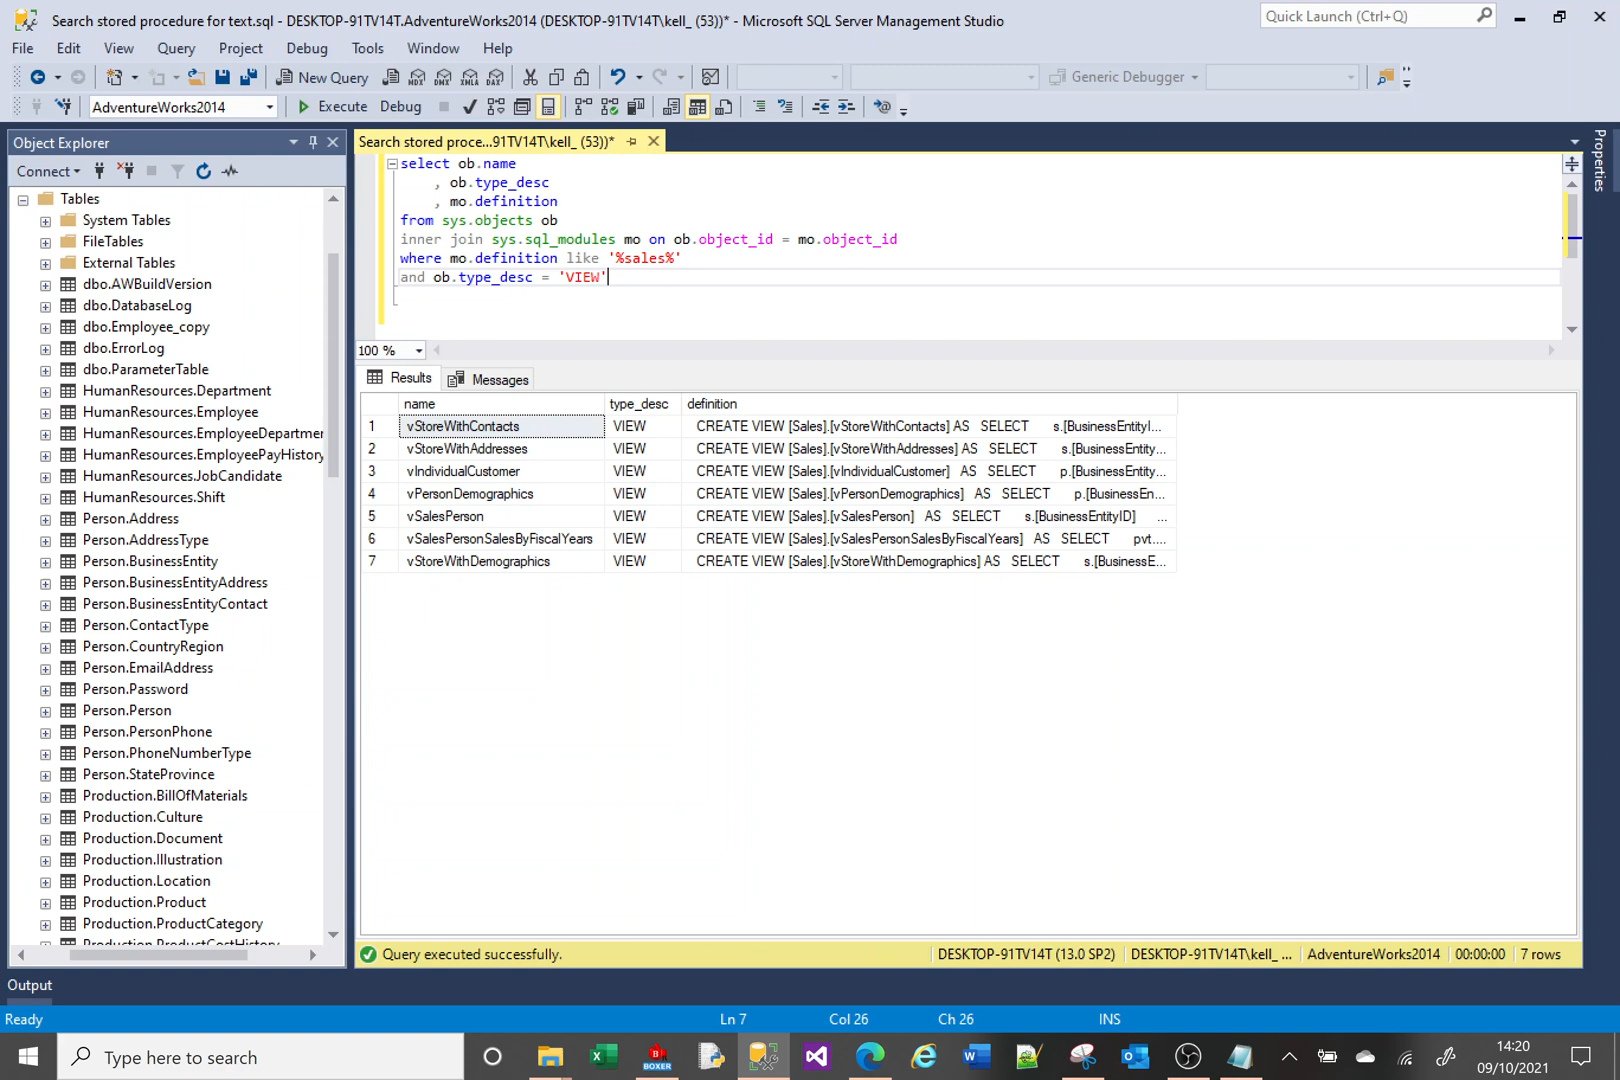 Search stored procedure for text.sql - DESKTOP-91TV14T.AdventureWorks2014 (DESKTOP-91TV14T\kell_ (53))* - Microsoft SQL Server Management Studio
Quick Launch (Ctrl+Q)
File Edit View Query Project Debug Tools Window Help
New Query
MDX DMX XMLA DAX
Generic Debugger
AdventureWorks2014
Execute Debug
Object Explorer
Search stored proce...91TV14T\kell_ (53))*
Properties
Connect
Tables
System Tables
FileTables
External Tables
dbo.AWBuildVersion
dbo.DatabaseLog
dbo.Employee_copy
dbo.ErrorLog
dbo.ParameterTable
HumanResources.Department
HumanResources.Employee
HumanResources.EmployeeDepartmen
HumanResources.EmployeePayHistory
HumanResources.JobCandidate
HumanResources.Shift
Person.Address
Person.AddressType
Person.BusinessEntity
Person.BusinessEntityAddress
Person.BusinessEntityContact
Person.ContactType
Person.CountryRegion
Person.EmailAddress
Person.Password
Person.Person
Person.PersonPhone
Person.PhoneNumberType
Person.StateProvince
Production.BillOfMaterials
Production.Culture
Production.Document
Production.Illustration
Production.Location
Production.Product
Production.ProductCategory
Production.ProductCostHistory
select ob.name
, ob.type_desc
, mo.definition
from sys.objects ob
inner join sys.sql_modules mo on ob.object_id = mo.object_id
where mo.definition like '%sales%'
and ob.type_desc = 'VIEW'
100 %
Results Messages
name type_desc definition
1 vStoreWithContacts VIEW CREATE VIEW [Sales].[vStoreWithContacts] AS SELECT s.[BusinessEntityI...
2 vStoreWithAddresses VIEW CREATE VIEW [Sales].[vStoreWithAddresses] AS SELECT s.[BusinessEntity...
3 vIndividualCustomer VIEW CREATE VIEW [Sales].[vIndividualCustomer] AS SELECT p.[BusinessEntity...
4 vPersonDemographics VIEW CREATE VIEW [Sales].[vPersonDemographics] AS SELECT p.[BusinessEn...
5 vSalesPerson VIEW CREATE VIEW [Sales].[vSalesPerson] AS SELECT s.[BusinessEntityID] ...
6 vSalesPersonSalesByFiscalYears VIEW CREATE VIEW [Sales].[vSalesPersonSalesByFiscalYears] AS SELECT pvt....
7 vStoreWithDemographics VIEW CREATE VIEW [Sales].[vStoreWithDemographics] AS SELECT s.[BusinessE...
Query executed successfully.
DESKTOP-91TV14T (13.0 SP2) DESKTOP-91TV14T\kell_ ... AdventureWorks2014 00:00:00 7 rows
Output
Ready Ln 7 Col 26 Ch 26 INS
Type here to search
BOXER
14:20
09/10/2021